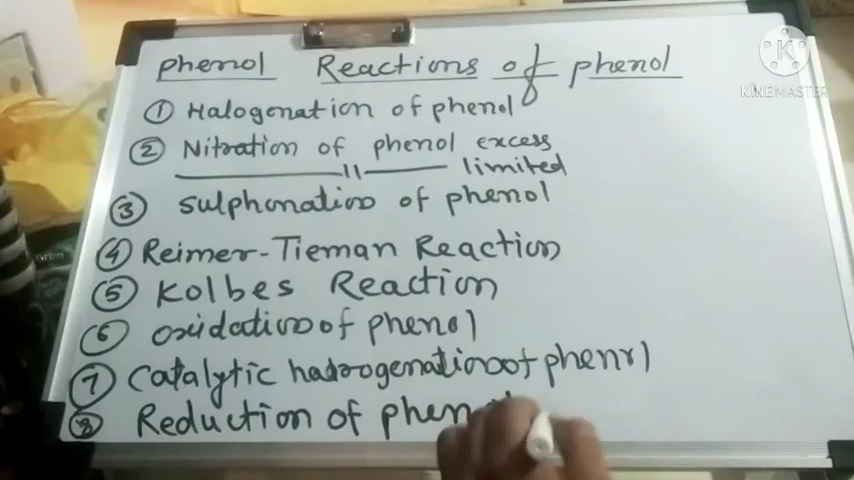 phenol Reactions of phenol
① Halogenation of phenol
② Nitration of phenol excess
——— 11 ——— limited
③ sulphonation of phenol
④ Reimer-Tieman Reaction
⑤ Kolbes Reaction
⑥ oxidation of phenol
⑦ Catalytic hadrogenation of phenol
⑧ Reduction of phenol
K
KINEMASTER